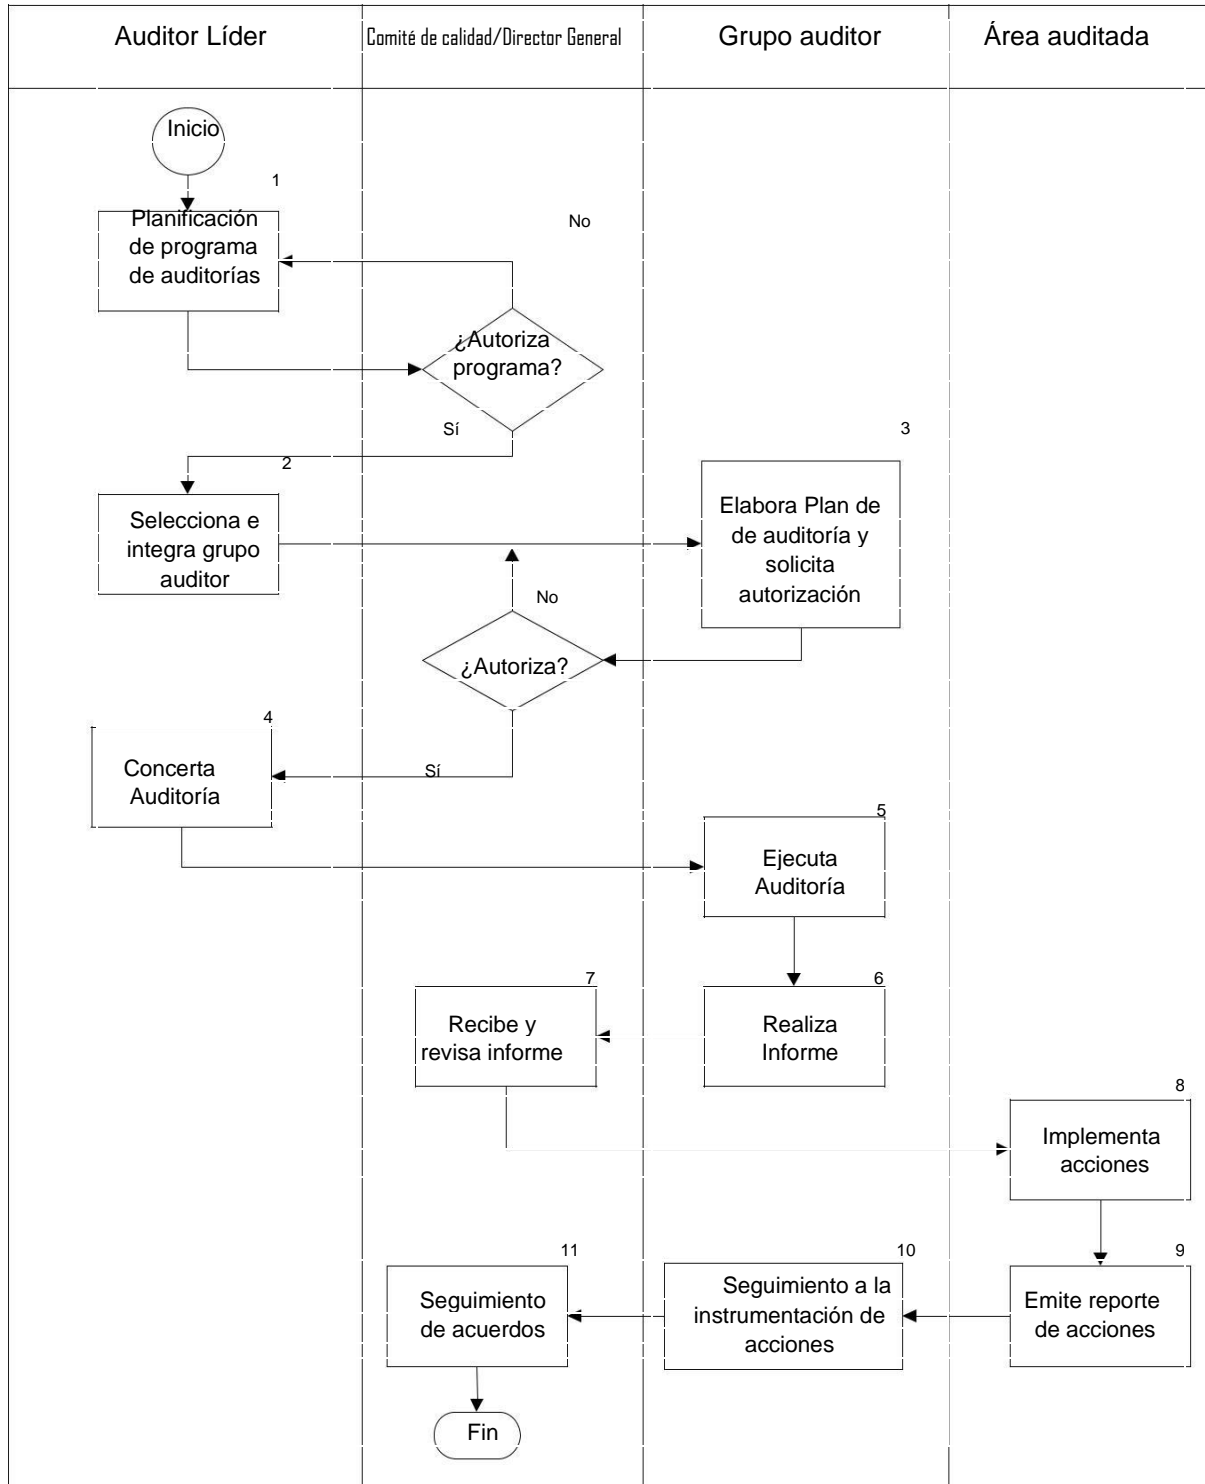 Auditor Líder
Comité de calidad/Director General
Grupo auditor
Área auditada
Inicio
1
Planificación
de programa
de auditorías
No
¿Autoriza
programa?
Sí
2
3
Selecciona e
integra grupo
auditor
Elabora Plan de
de auditoría y
solicita
autorización
No
¿Autoriza?
4
Concerta
Auditoría
Sí
5
Ejecuta
Auditoría
7
6
Recibe y
revisa informe
Realiza
Informe
8
Implementa
acciones
11
10
9
Seguimiento
de acuerdos
Seguimiento a la
instrumentación de
acciones
Emite reporte
de acciones
Fin